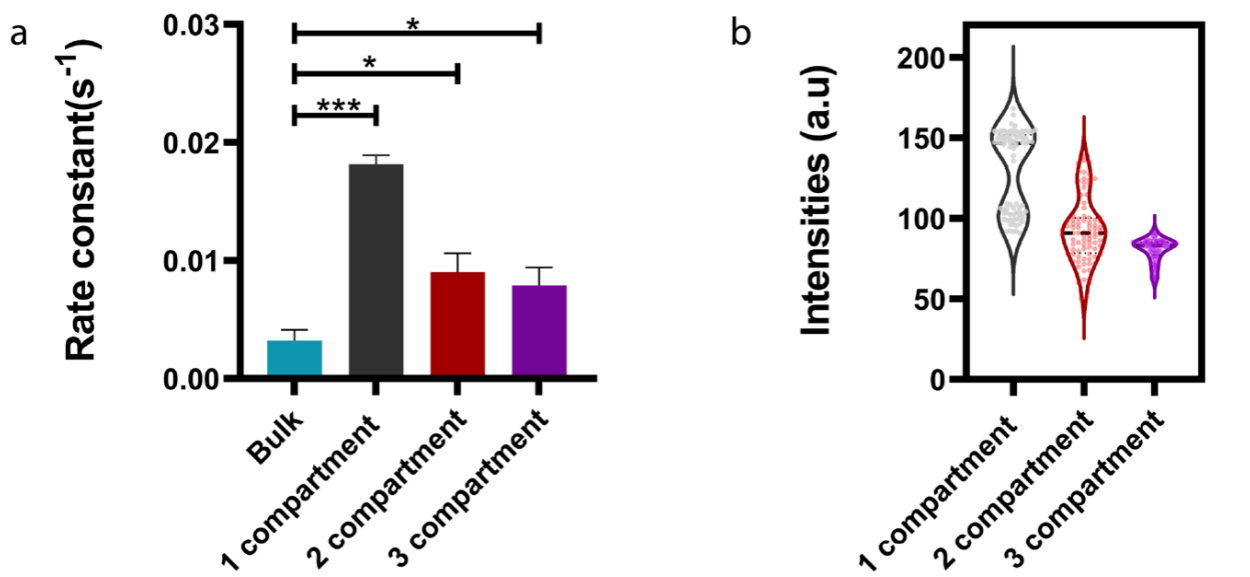 a
Rate constant(s⁻¹)
0.03
0.02
0.01
0.00
*
*
***
Bulk
1 compartment
2 compartment
3 compartment
b
Intensities (a.u)
200
150
100
50
0
1 compartment
2 compartment
3 compartment